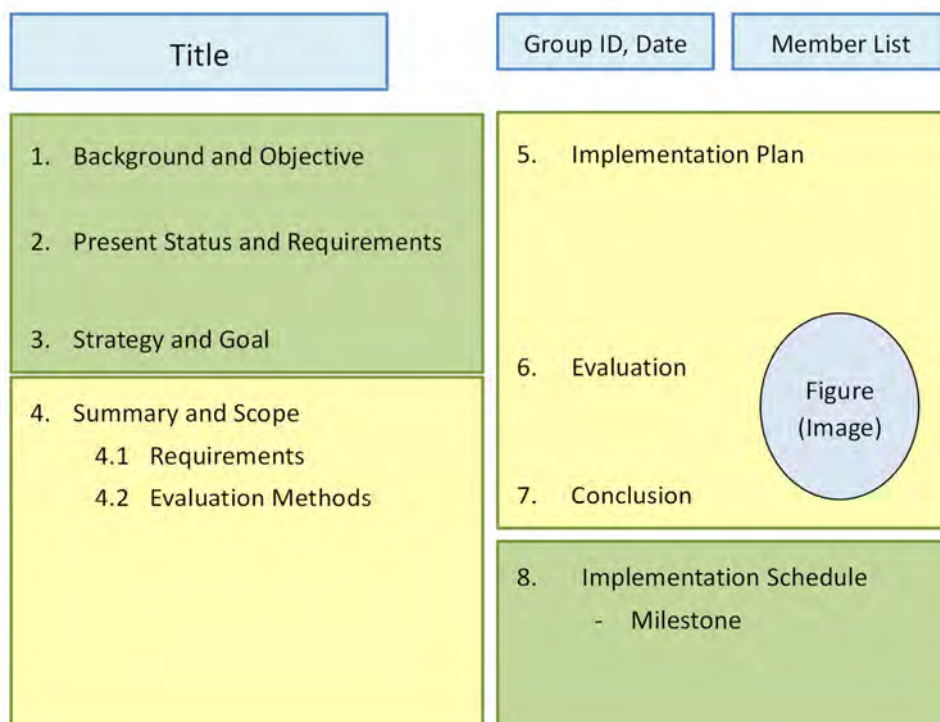 Title
Group ID, Date
Member List
1. Background and Objective
2. Present Status and Requirements
3. Strategy and Goal
4. Summary and Scope
4.1 Requirements
4.2 Evaluation Methods
5. Implementation Plan
6. Evaluation
Figure
(Image)
7. Conclusion
8. Implementation Schedule
- Milestone